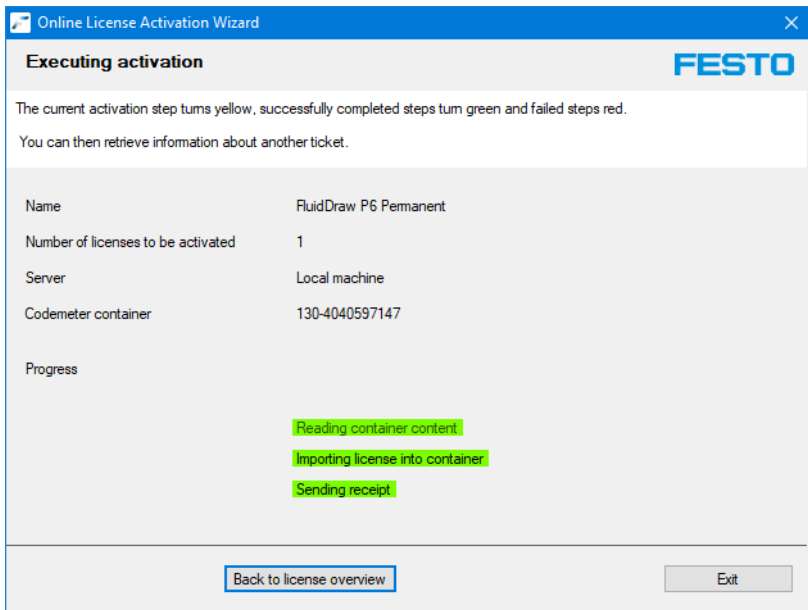 Online License Activation Wizard
Executing activation
FESTO
The current activation step turns yellow, successfully completed steps turn green and failed steps red.
You can then retrieve information about another ticket.
Name FluidDraw P6 Permanent
Number of licenses to be activated 1
Server Local machine
Codemeter container 130-4040597147
Progress
Reading container content
Importing license into container
Sending receipt
Back to license overview Exit